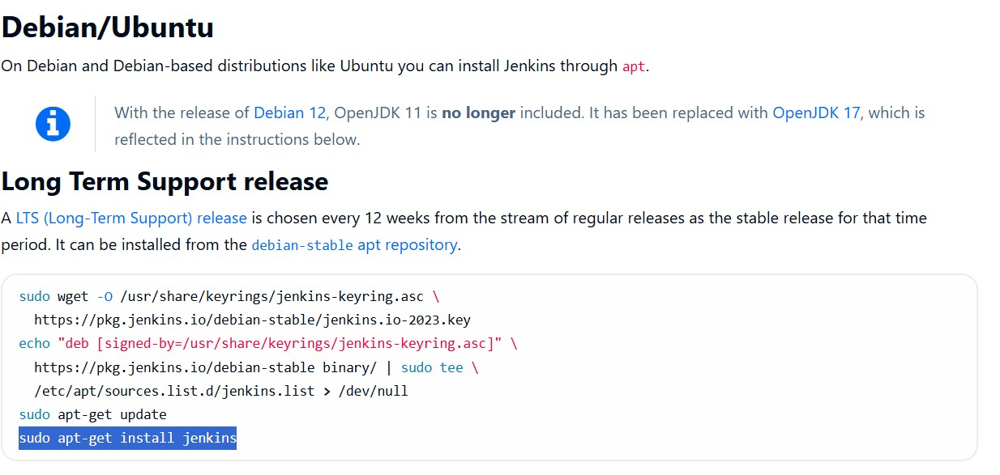 Debian/Ubuntu
On Debian and Debian-based distributions like Ubuntu you can install Jenkins through apt.
With the release of Debian 12, OpenJDK 11 is no longer included. It has been replaced with OpenJDK 17, which is
reflected in the instructions below.
Long Term Support release
A LTS (Long-Term Support) release is chosen every 12 weeks from the stream of regular releases as the stable release for that time
period. It can be installed from the debian-stable apt repository.
sudo wget -O /usr/share/keyrings/jenkins-keyring.asc \
  https://pkg.jenkins.io/debian-stable/jenkins.io-2023.key
echo "deb [signed-by=/usr/share/keyrings/jenkins-keyring.asc]" \
  https://pkg.jenkins.io/debian-stable binary/ | sudo tee \
  /etc/apt/sources.list.d/jenkins.list > /dev/null
sudo apt-get update
sudo apt-get install jenkins